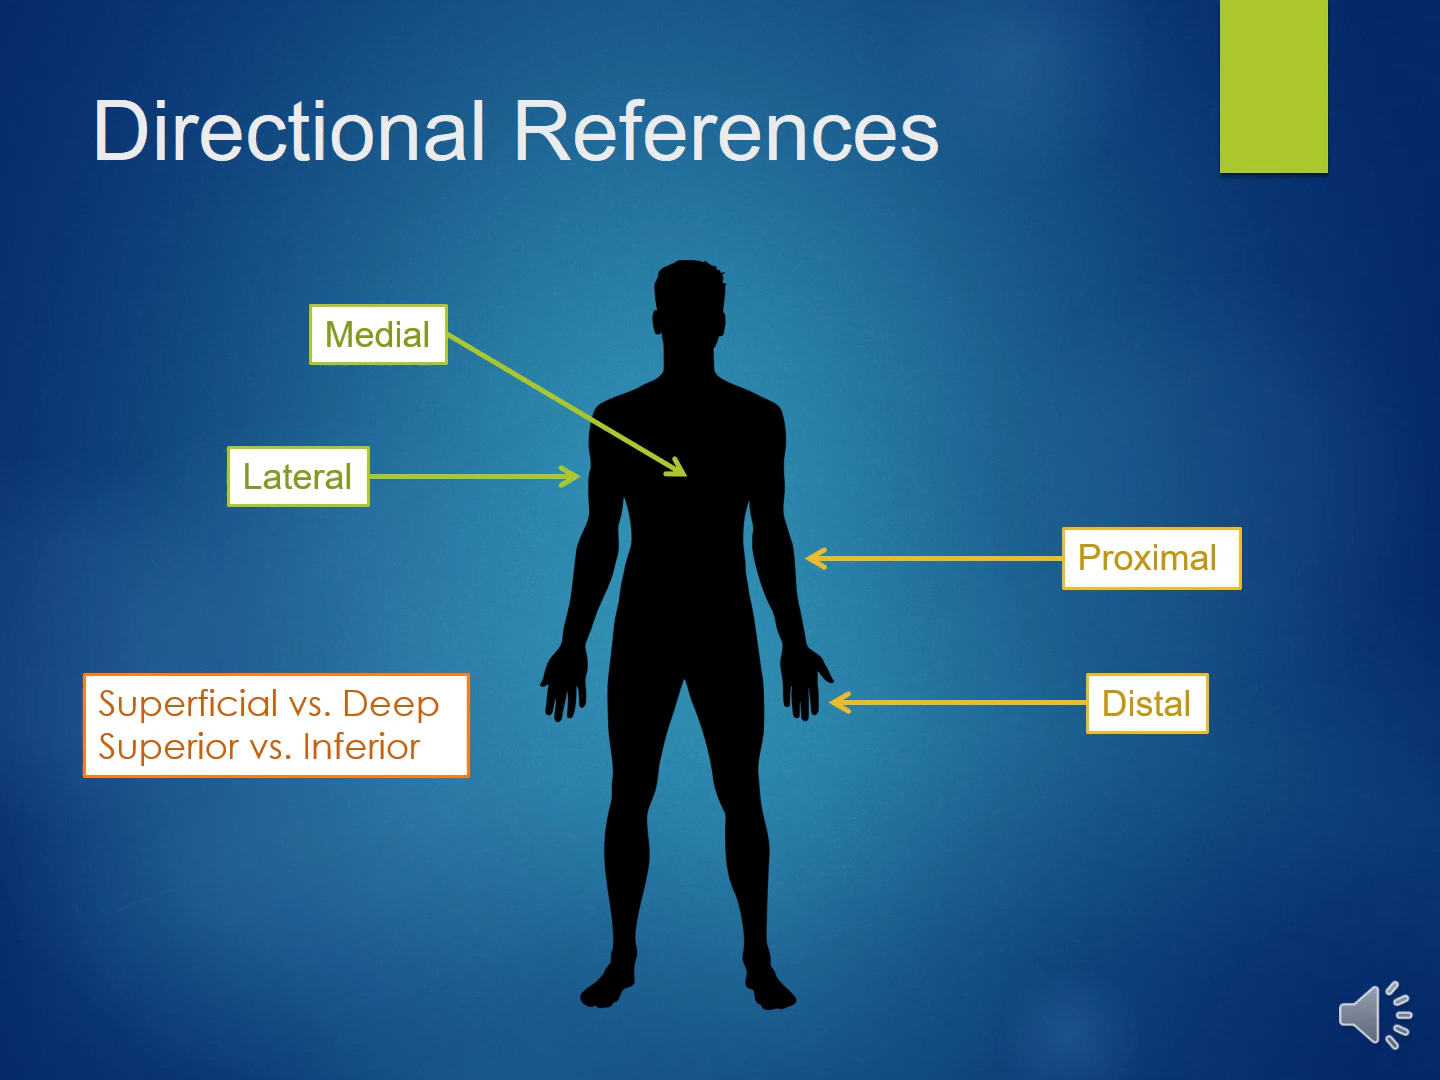 Directional References
Medial
Lateral
Proximal
Distal
Superficial vs. Deep
Superior vs. Inferior